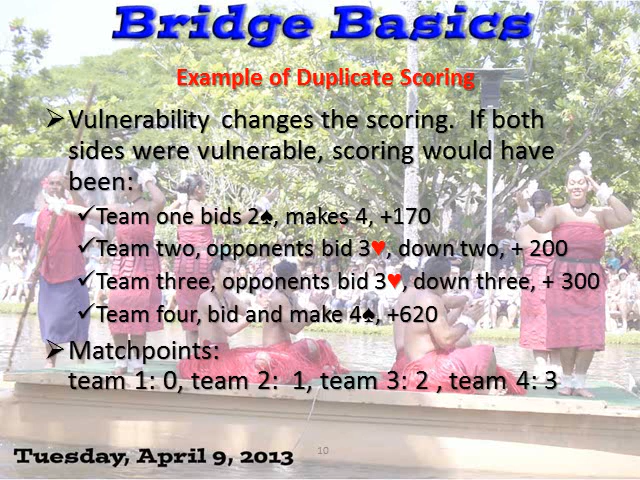 Bridge Basics
Example of Duplicate Scoring
➢Vulnerability changes the scoring. If both
sides were vulnerable, scoring would have
been:
✓Team one bids 2♠, makes 4, +170
✓Team two, opponents bid 3♥, down two, + 200
✓Team three, opponents bid 3♥, down three, + 300
✓Team four, bid and make 4♠, +620
➢Matchpoints:
team 1: 0, team 2: 1, team 3: 2 , team 4: 3
Tuesday, April 9, 2013
10